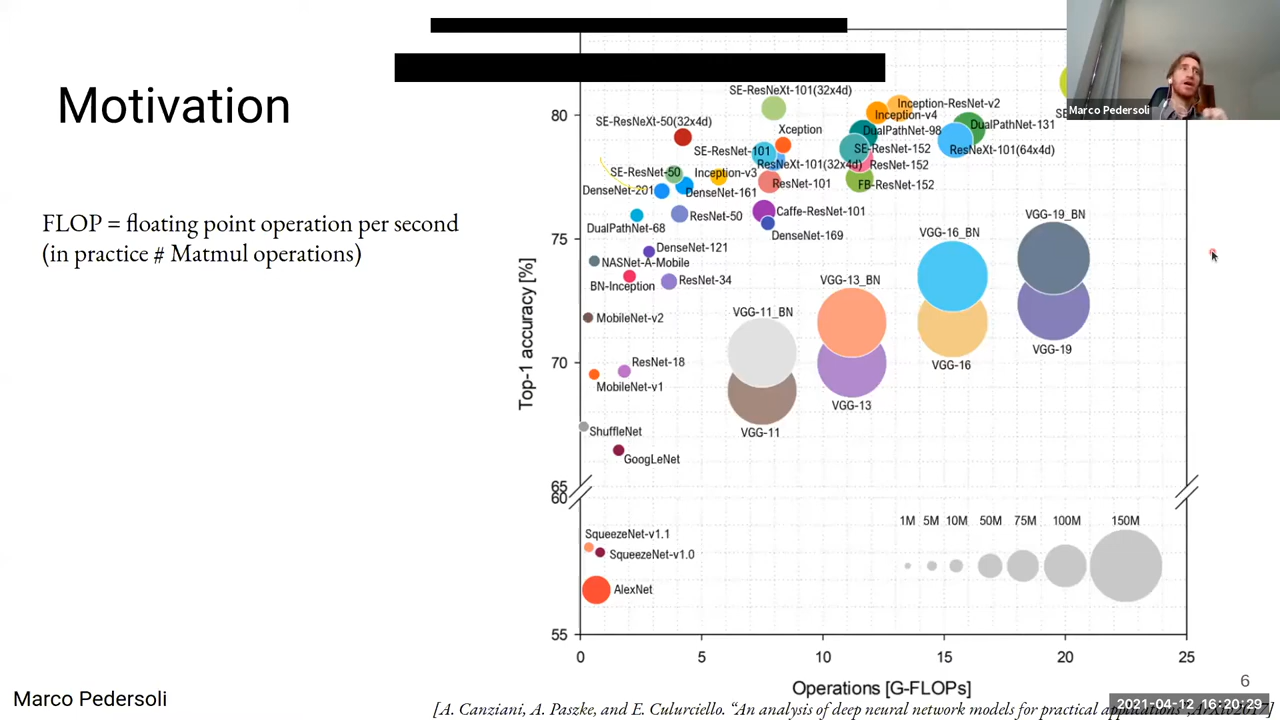 Motivation
FLOP = floating point operation per second
(in practice # Matmul operations)
Marco Pedersoli
SE-ResNeXt-101(32x4d)
Inception-ResNet-v2
Inception-v4
SE-ResNeXt-50(32x4d)
Xception
DualPathNet-98
DualPathNet-131
SE-ResNet-101
SE-ResNet-152
ResNeXt-101(64x4d)
ResNeXt-101(32x4d)
ResNet-152
SE-ResNet-50
Inception-v3
ResNet-101
FB-ResNet-152
DenseNet-201
DenseNet-161
Caffe-ResNet-101
ResNet-50
DualPathNet-68
DenseNet-169
VGG-19_BN
VGG-16_BN
DenseNet-121
NASNet-A-Mobile
BN-Inception
ResNet-34
VGG-13_BN
VGG-11_BN
MobileNet-v2
VGG-19
ResNet-18
VGG-16
MobileNet-v1
VGG-13
ShuffleNet
VGG-11
GoogLeNet
SE
80
75
70
65
60
55
Top-1 accuracy [%]
1M 5M 10M 50M 75M 100M 150M
SqueezeNet-v1.1
SqueezeNet-v1.0
AlexNet
0 5 10 15 20 25
Operations [G-FLOPs]
6
Marco Pedersoli
2021-04-12 16:20:29
[A. Canziani, A. Paszke, and E. Culurciello. “An analysis of deep neural network models for practical applications”, ArXiv2017]